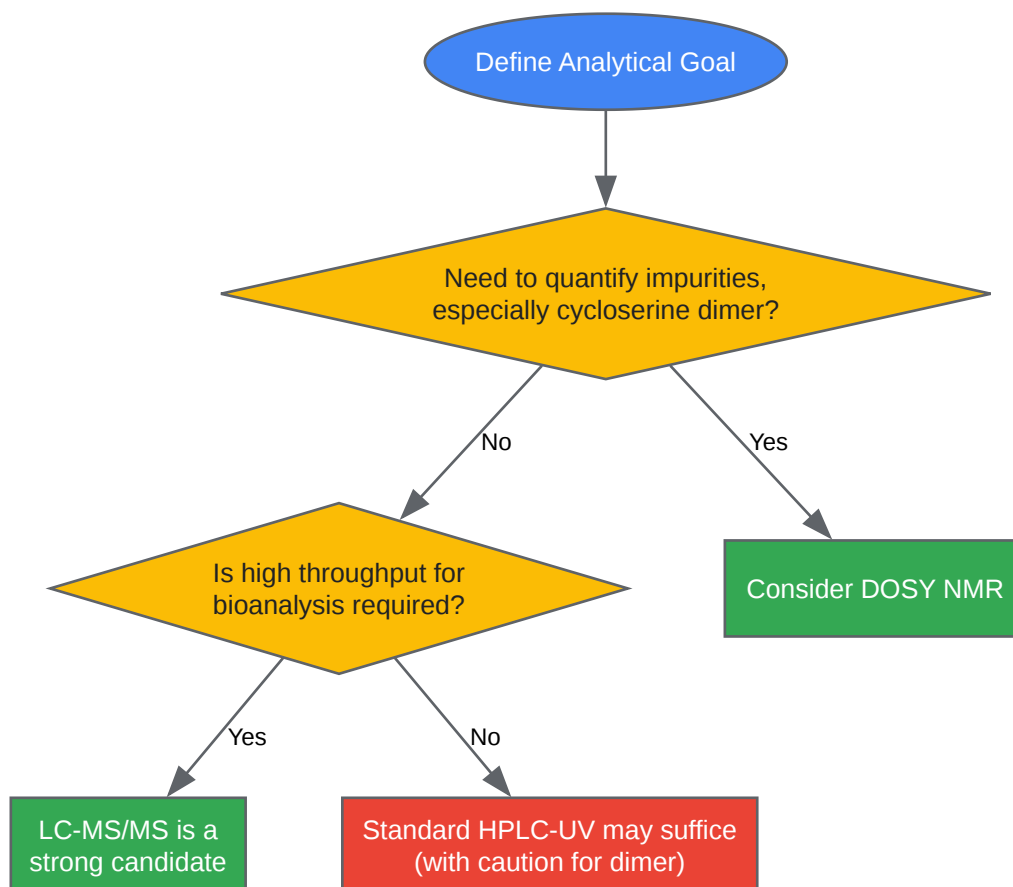 Define Analytical Goal
Need to quantify impurities,
especially cycloserine dimer?
No
Yes
Is high throughput for
bioanalysis required?
Consider DOSY NMR
Yes
No
LC-MS/MS is a
strong candidate
Standard HPLC-UV may suffice
(with caution for dimer)